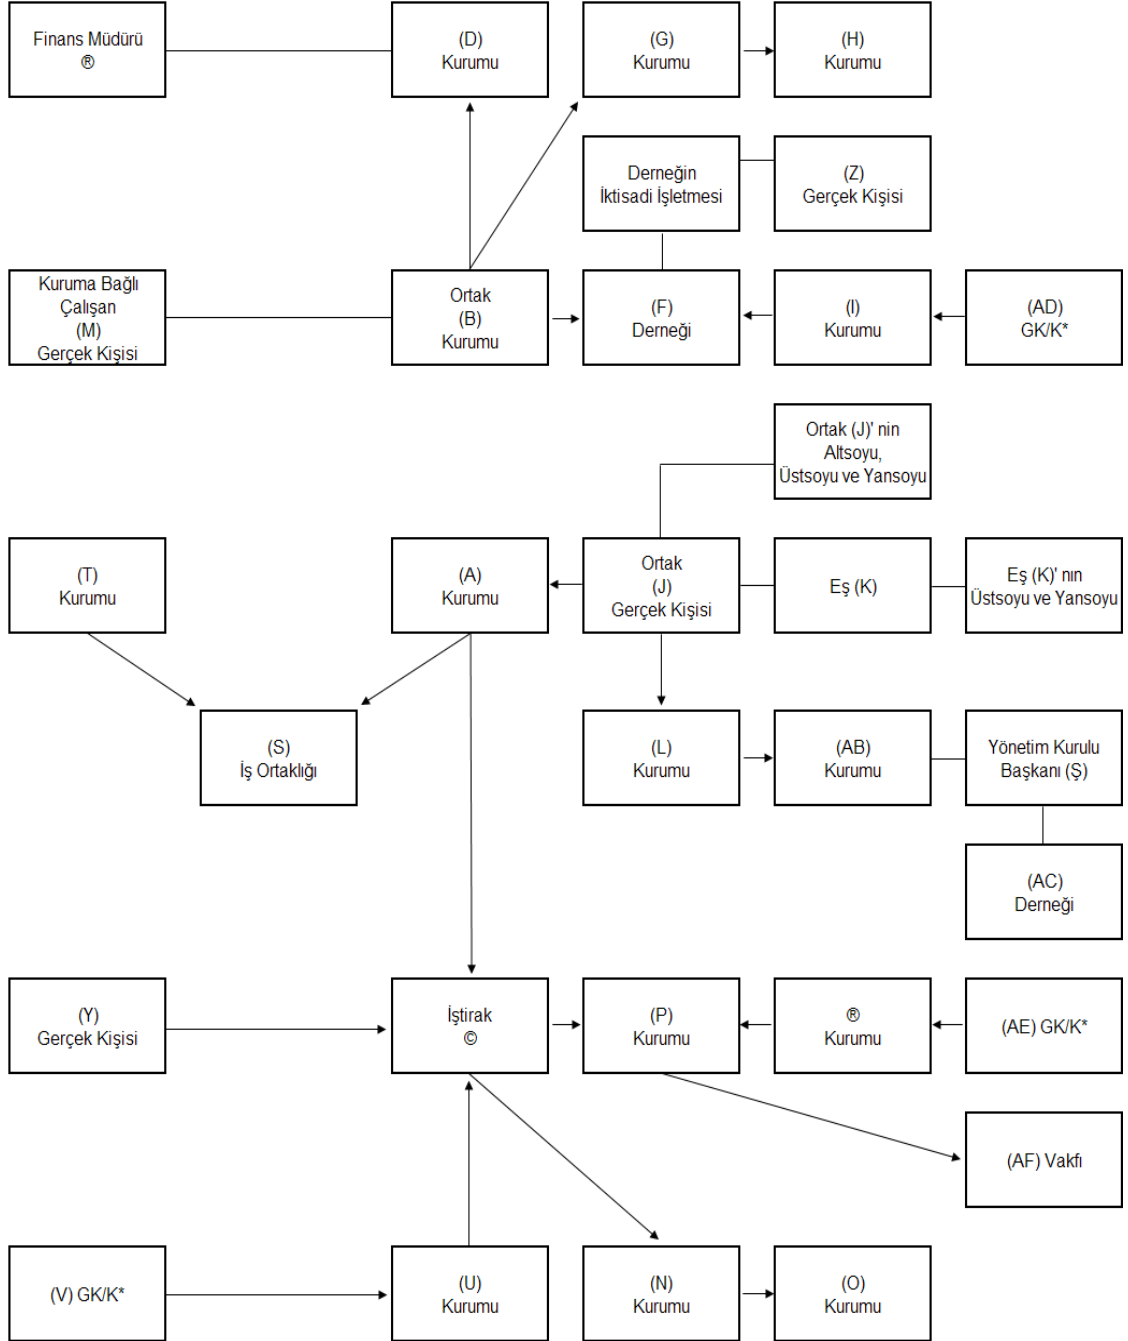 Finans Müdürü
®
(D)
Kurumu
(G)
Kurumu
(H)
Kurumu
Derneğin
İktisadi İşletmesi
(Z)
Gerçek Kişisi
Kuruma Bağlı
Çalışan
(M)
Gerçek Kişisi
Ortak
(B)
Kurumu
(F)
Derneği
(I)
Kurumu
(AD)
GK/K*
Ortak (J)' nin
Altsoyu,
Üstsoyu ve Yansoyu
(T)
Kurumu
(A)
Kurumu
Ortak
(J)
Gerçek Kişisi
Eş (K)
Eş (K)' nın
Üstsoyu ve Yansoyu
(S)
İş Ortaklığı
(L)
Kurumu
(AB)
Kurumu
Yönetim Kurulu
Başkanı (Ş)
(AC)
Derneği
(Y)
Gerçek Kişisi
İştirak
©
(P)
Kurumu
®
Kurumu
(AE) GK/K*
(AF) Vakfı
(V) GK/K*
(U)
Kurumu
(N)
Kurumu
(O)
Kurumu